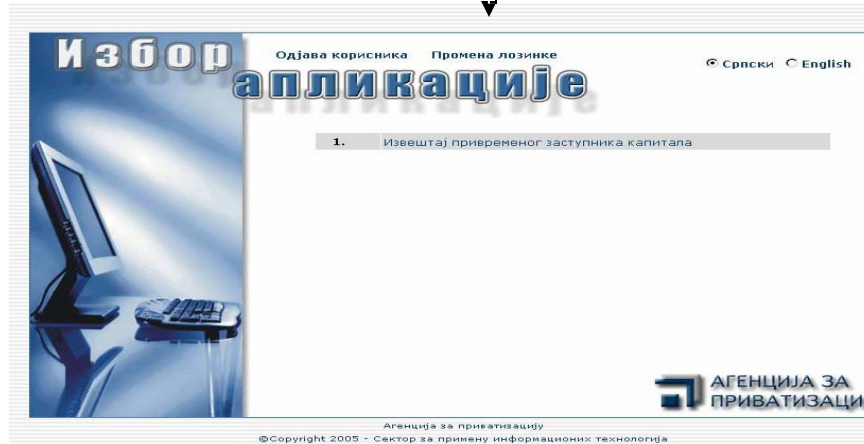 Избор
апликације
Одјава корисника Промена лозинке
Српски English
1. Извештај привременог заступника капитала
АГЕНЦИЈА ЗА
ПРИВАТИЗАЦИ
Агенција за приватизацију
©Copyright 2005 - Сектор за примену информационих технологија